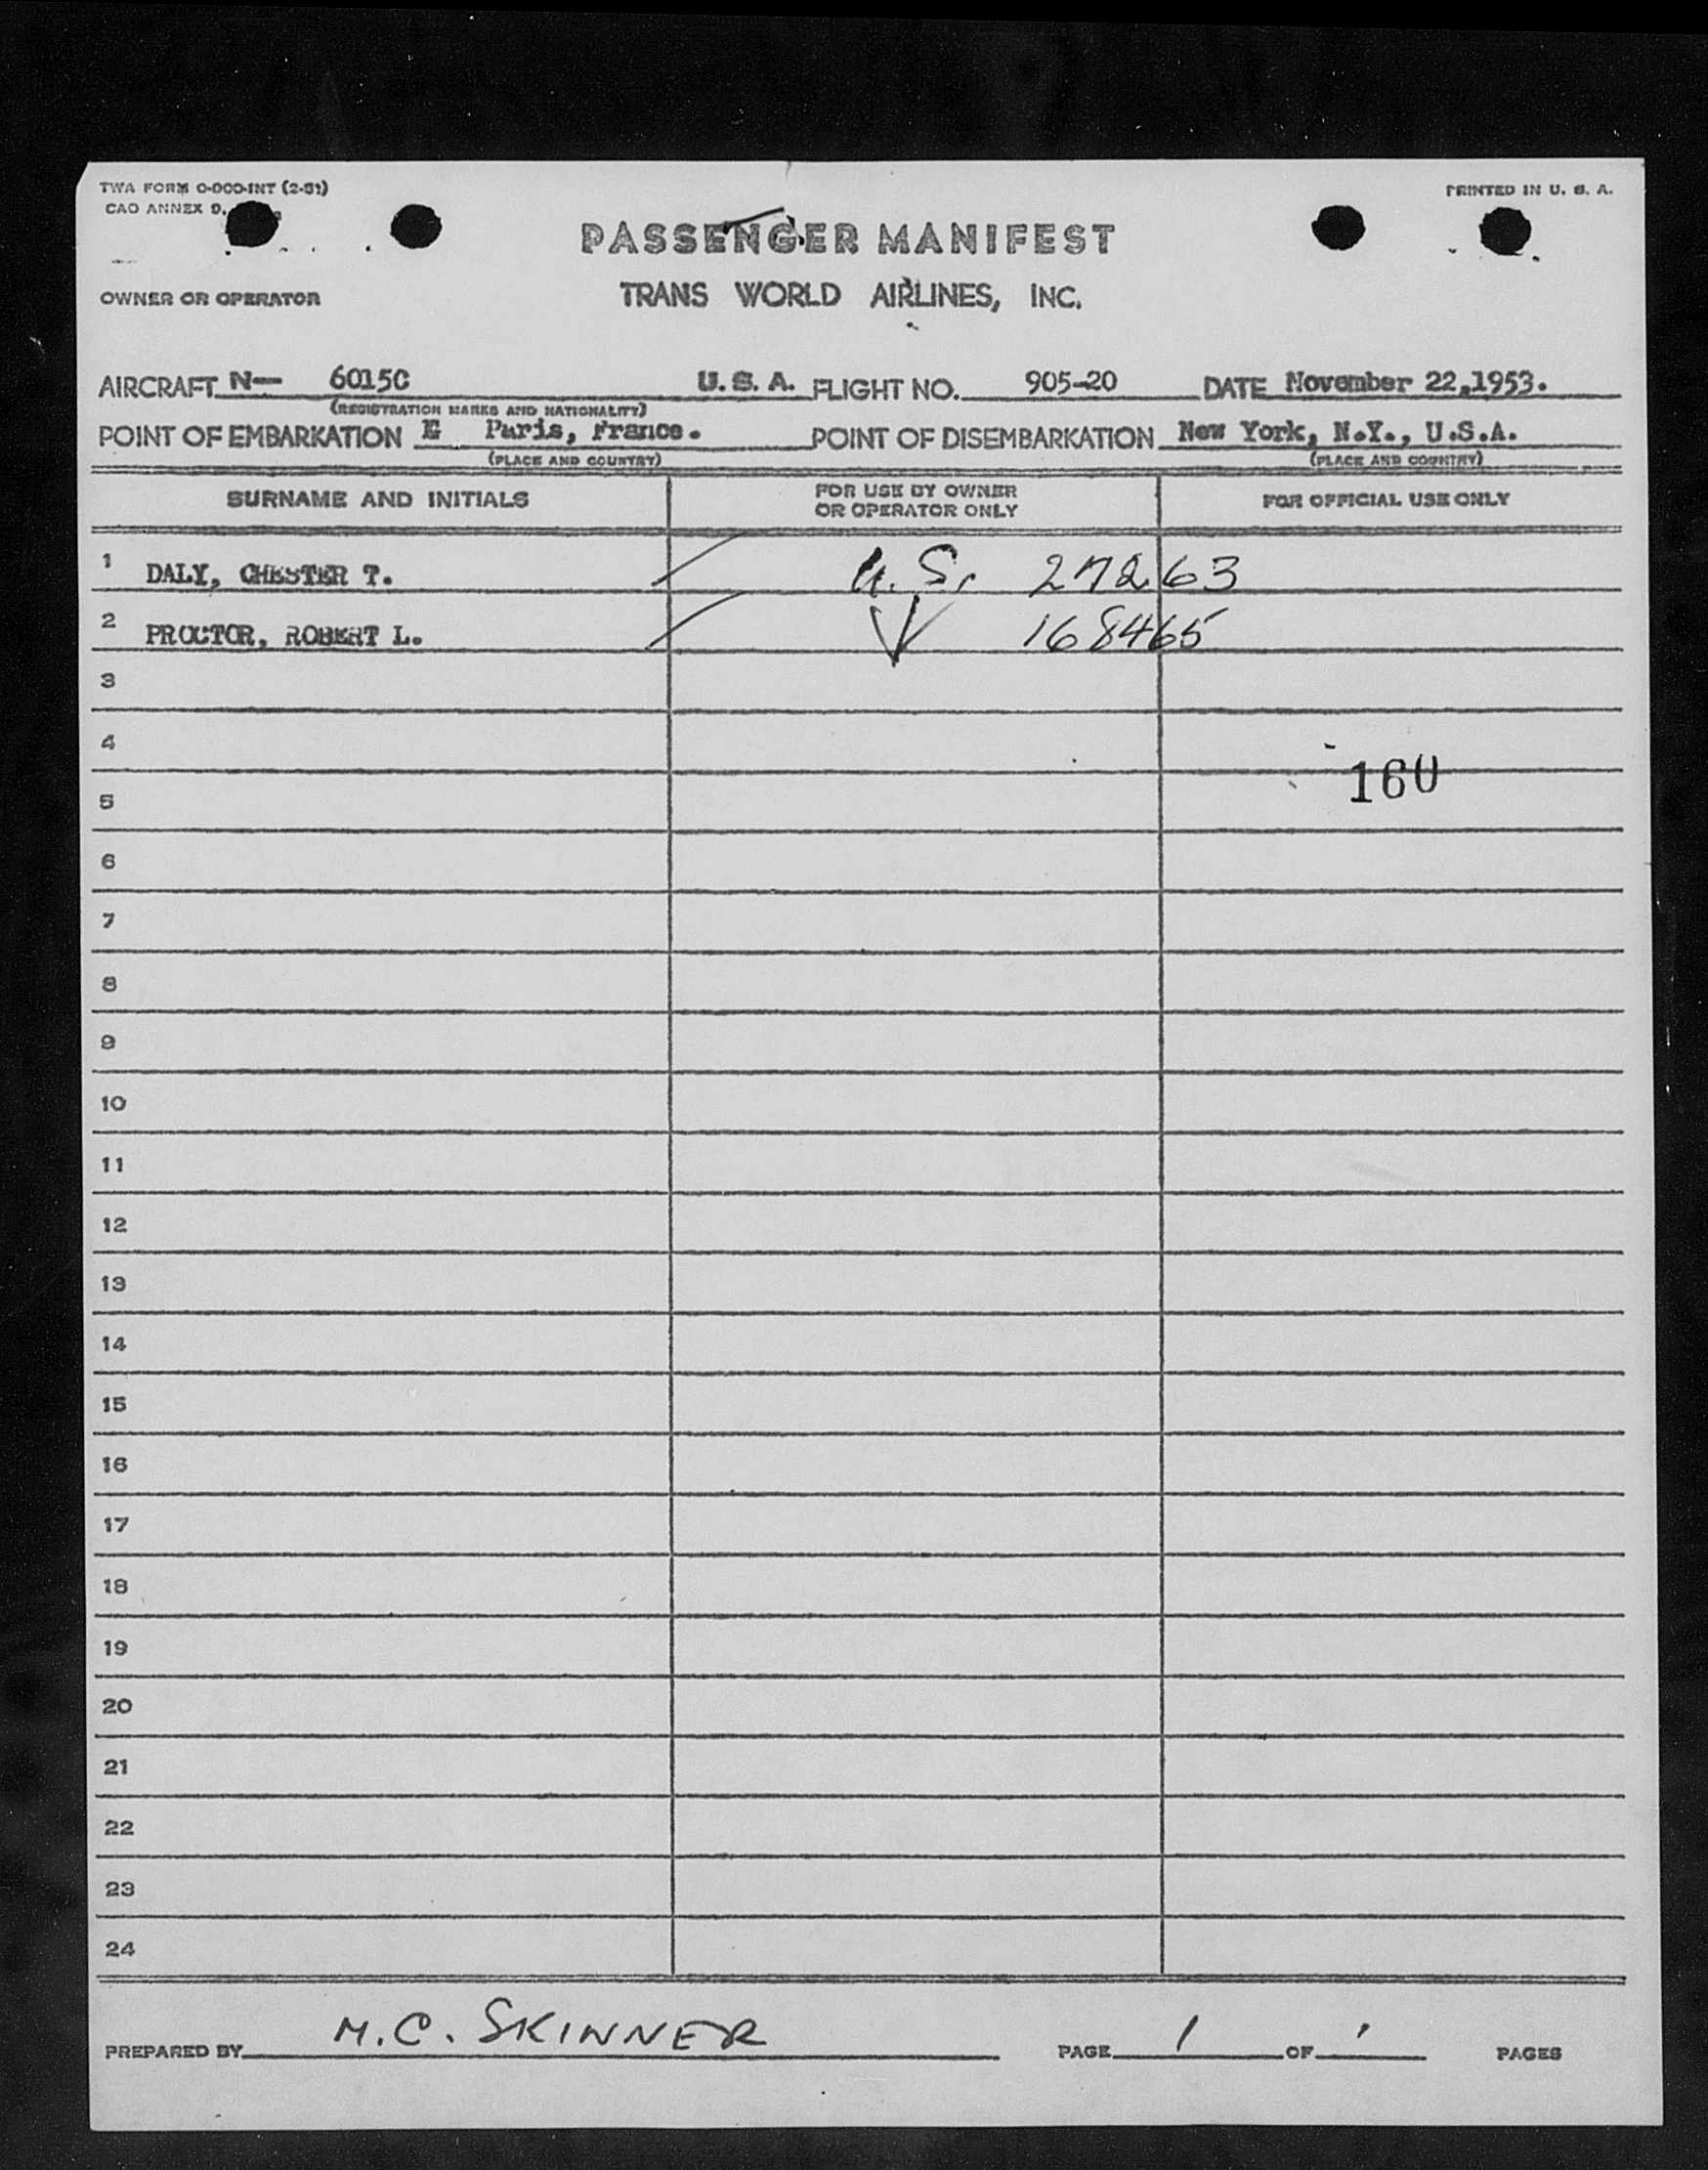 TWA FORM O-000-INT (2-51) PRINTED IN U. S. A.
CAO ANNEX 9,
PASSENGER MANIFEST
OWNER OR OPERATOR TRANS WORLD AIRLINES, INC.
AIRCRAFT N— 6015C U.S.A. FLIGHT NO. 905-20 DATE November 22,1953.
(REGISTRATION MARKS AND NATIONALITY)
POINT OF EMBARKATION E Paris, France. POINT OF DISEMBARKATION New York, N.Y., U.S.A.
(PLACE AND COUNTRY) (PLACE AND COUNTRY)
SURNAME AND INITIALS FOR USE BY OWNER OR OPERATOR ONLY FOR OFFICIAL USE ONLY
1 DALY, CHESTER T. U.S. 27263
2 PROCTOR, ROBERT L. 168465
3
4
160
5
6
7
8
9
10
11
12
13
14
15
16
17
18
19
20
21
22
23
24
PREPARED BY M.C. SKINNER PAGE 1 OF 1 PAGES